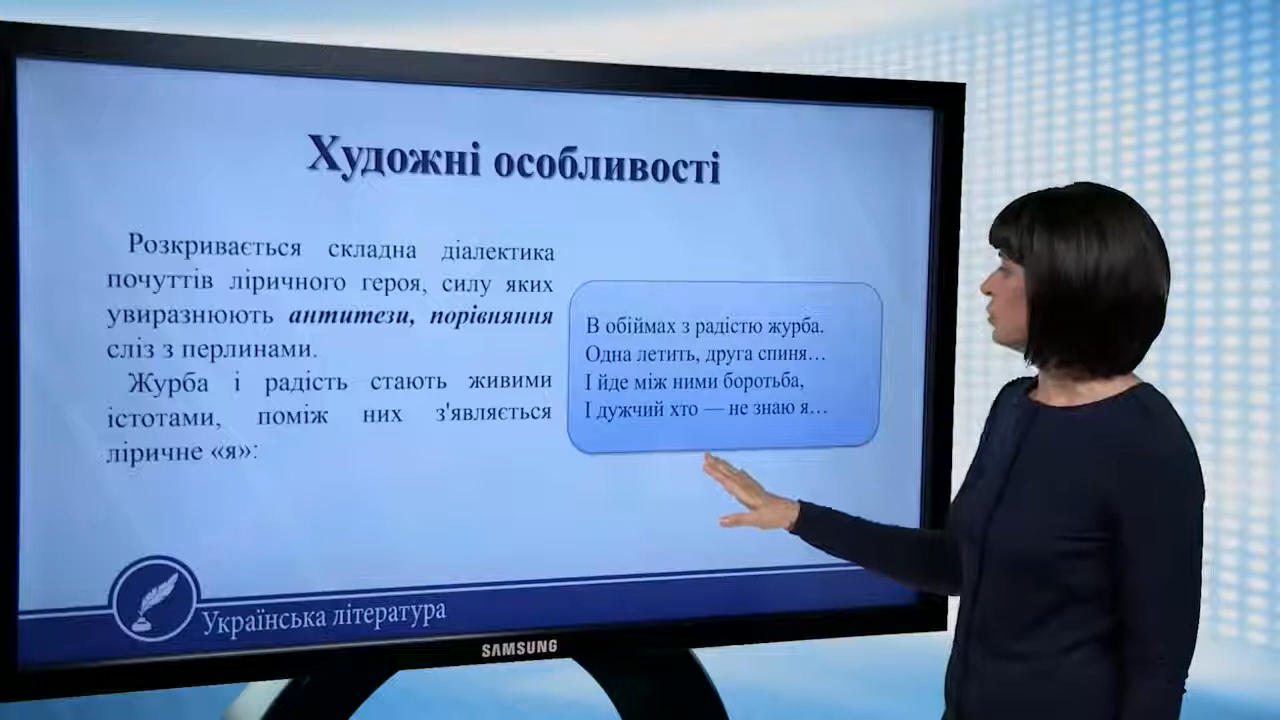 Художні особливості
Розкривається складна діалектика
почуттів ліричного героя, силу яких
увиразнюють антитези, порівняння
сліз з перлинами.
Журба і радість стають живими
істотами, поміж них з'являється
ліричне «я»:
В обіймах з радістю журба.
Одна летить, друга спиня…
І йде між ними боротьба,
І дужчий хто — не знаю я…
Українська література
SAMSUNG